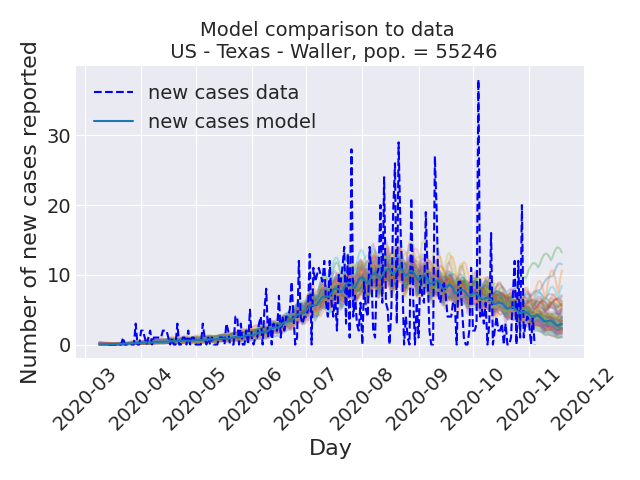 Model comparison to data
US - Texas - Waller, pop. = 55246
Number of new cases reported
new cases data
new cases model
30
20
10
0
2020-03
2020-04
2020-05
2020-06
2020-07
2020-08
2020-09
2020-10
2020-11
2020-12
Day